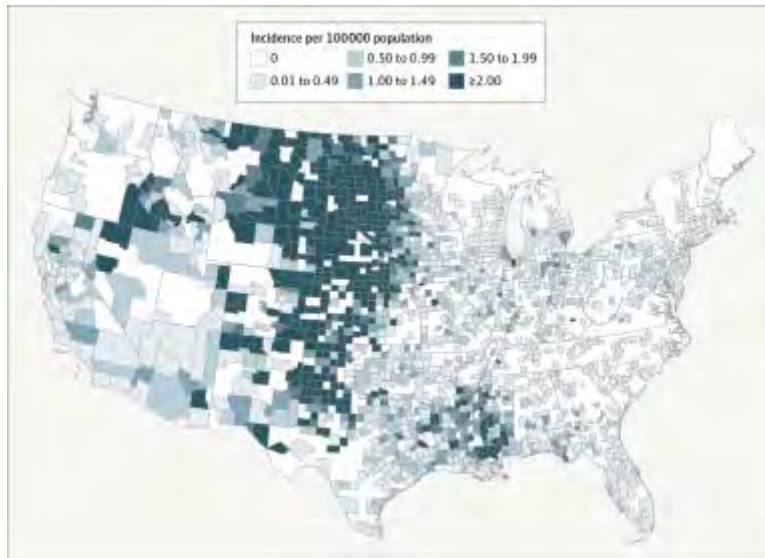 Incidence per 100000 population
0
0.50 to 0.99
1.50 to 1.99
0.01 to 0.49
1.00 to 1.49
≥2.00